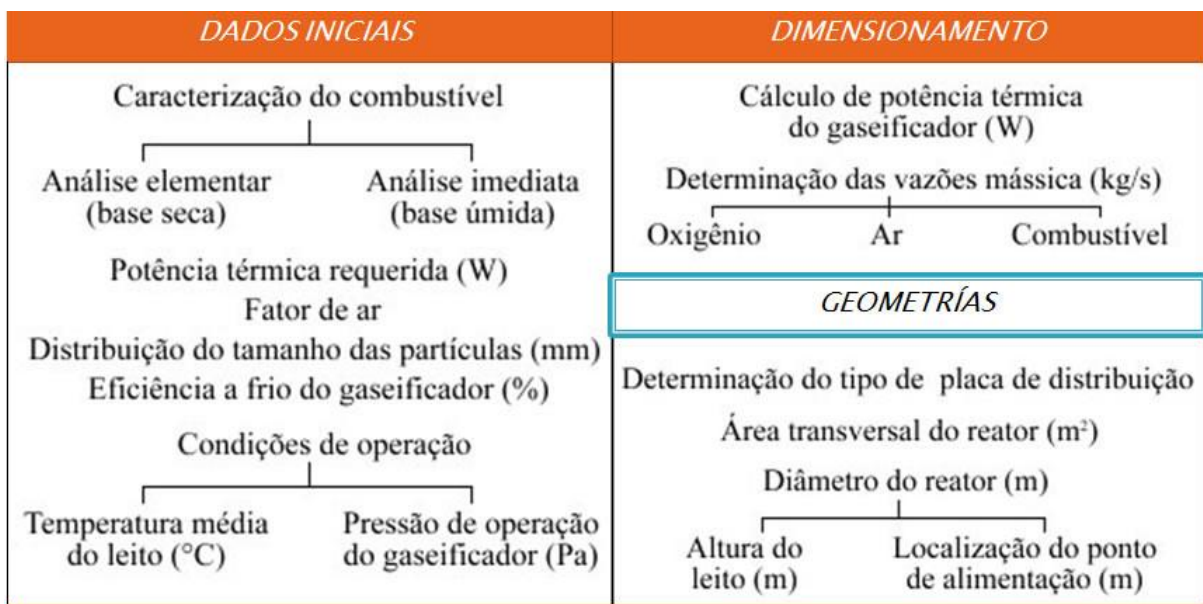 DADOS INICIAIS
Caracterização do combustível
Análise elementar
(base seca)
Análise imediata
(base úmida)
Potência térmica requerida (W)
Fator de ar
Distribuição do tamanho das partículas (mm)
Eficiência a frio do gaseificador (%)
Condições de operação
Temperatura média
do leito (°C)
Pressão de operação
do gaseificador (Pa)
DIMENSIONAMENTO
Cálculo de potência térmica
do gaseificador (W)
Determinação das vazões mássica (kg/s)
Oxigênio
Ar
Combustível
GEOMETRÍAS
Determinação do tipo de placa de distribuição
Área transversal do reator (m²)
Diâmetro do reator (m)
Altura do
leito (m)
Localização do ponto
de alimentação (m)